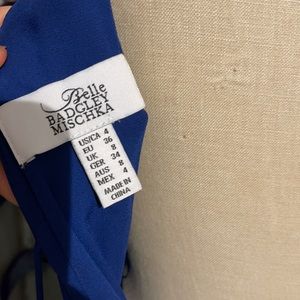 Belle
BADGLEY
MISCHKA
US/CA 4
EU 36
UK 8
GER 34
AUS 8
MEX 4
MADE IN
CHINA